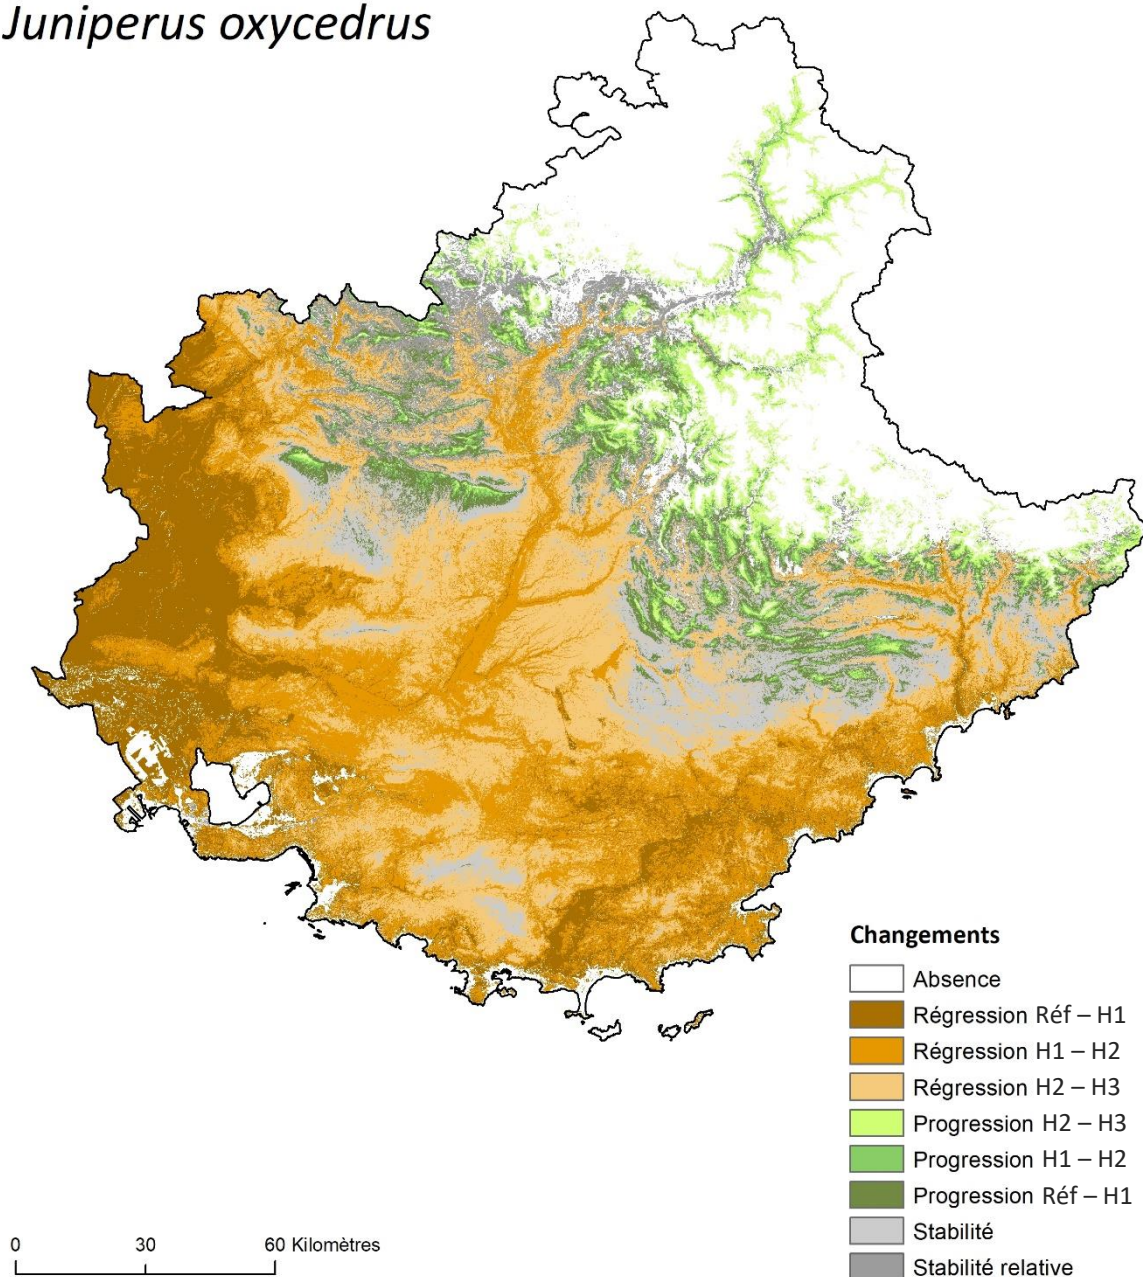 Juniperus oxycedrus
Changements
Absence
Régression Réf – H1
Régression H1 – H2
Régression H2 – H3
Progression H2 – H3
Progression H1 – H2
Progression Réf – H1
Stabilité
Stabilité relative
0 30 60 Kilomètres